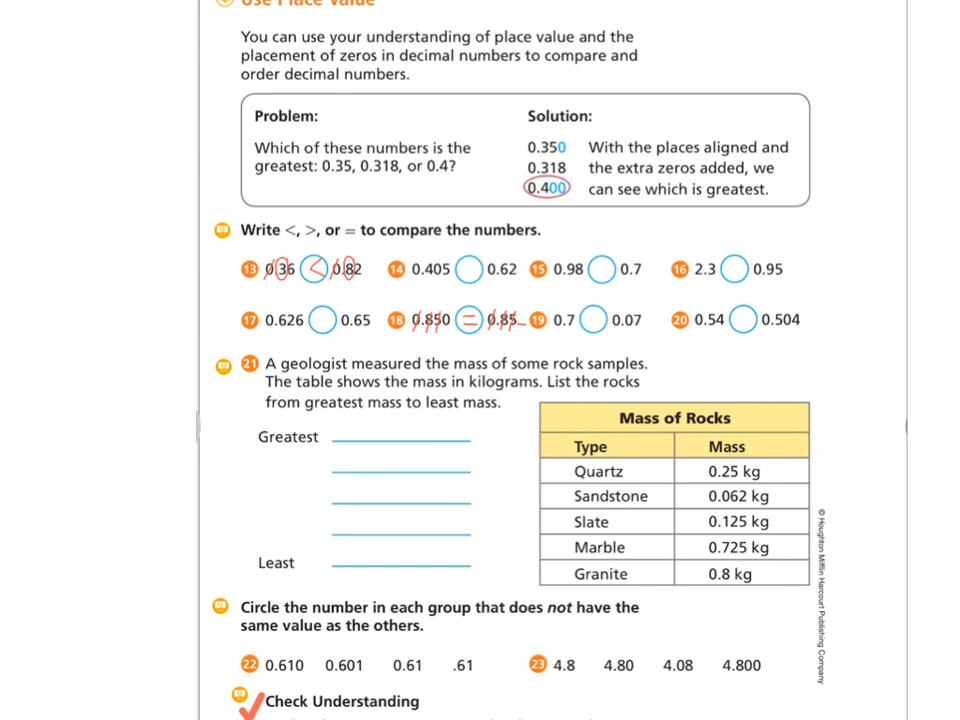 Use Place Value
You can use your understanding of place value and the
placement of zeros in decimal numbers to compare and
order decimal numbers.
Problem: Solution:
Which of these numbers is the 0.350 With the places aligned and
greatest: 0.35, 0.318, or 0.4? 0.318 the extra zeros added, we
0.400 can see which is greatest.
Write <, >, or = to compare the numbers.
13 0.36 < 0.82 14 0.405 0.62 15 0.98 0.7 16 2.3 0.95
17 0.626 0.65 18 0.850 = 0.85 19 0.7 0.07 20 0.54 0.504
21 A geologist measured the mass of some rock samples.
The table shows the mass in kilograms. List the rocks
from greatest mass to least mass.
Greatest
Least
Mass of Rocks
Type Mass
Quartz 0.25 kg
Sandstone 0.062 kg
Slate 0.125 kg
Marble 0.725 kg
Granite 0.8 kg
© Houghton Mifflin Harcourt Publishing Company
Circle the number in each group that does not have the
same value as the others.
22 0.610 0.601 0.61 .61 23 4.8 4.80 4.08 4.800
Check Understanding